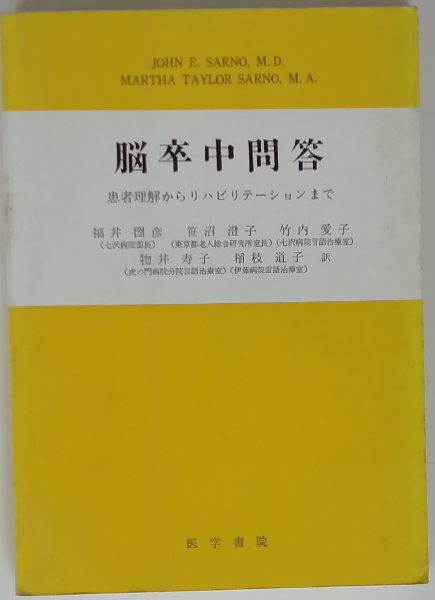 JOHN E. SARNO, M. D.
MARTHA TAYLOR SARNO, M. A.
脳卒中問答
患者理解からリハビリテーションまで
福井圀彦 笹沼澄子 竹内愛子
(七沢病院部長) (東京都老人総合研究所室長) (七沢病院言語治療室)
物井寿子 稲枝道子 訳
(虎の門病院分院言語治療室) (伊藤病院言語治療室)
医学書院